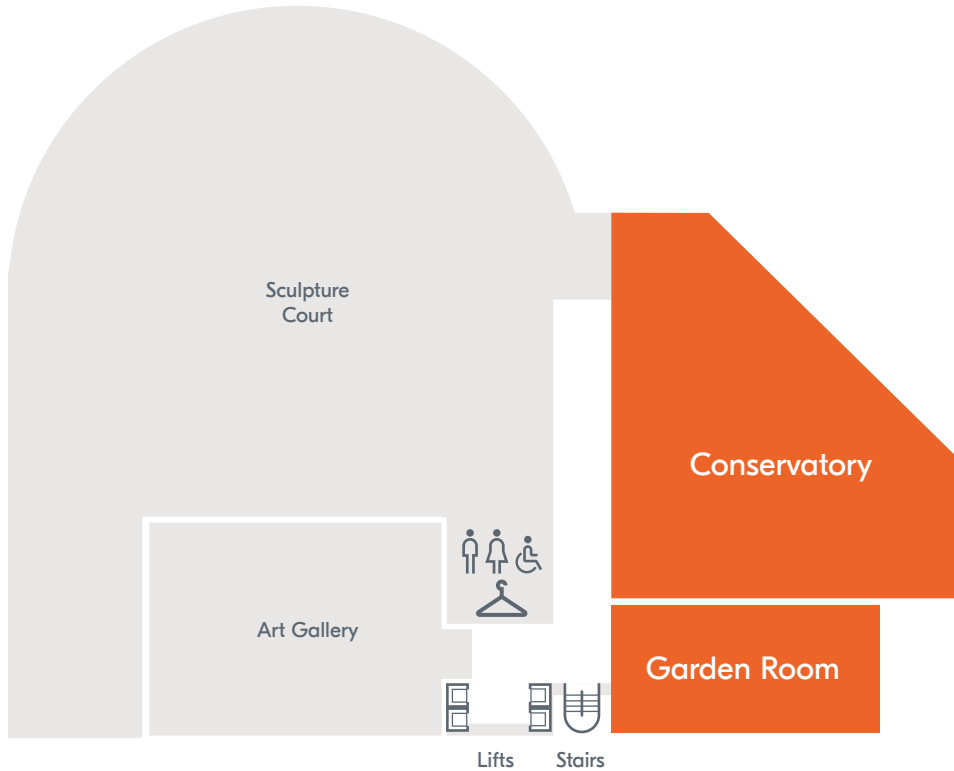 Sculpture
Court
Conservatory
Art Gallery
Garden Room
Lifts
Stairs